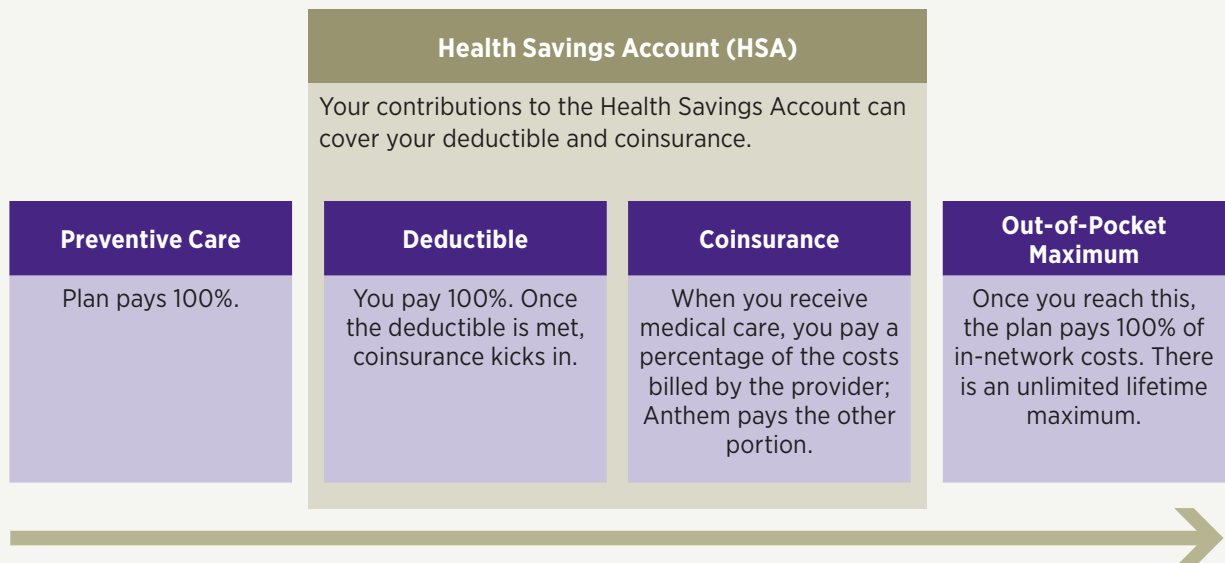 Health Savings Account (HSA)
Your contributions to the Health Savings Account can
cover your deductible and coinsurance.
Preventive Care
Plan pays 100%.
Deductible
You pay 100%. Once
the deductible is met,
coinsurance kicks in.
Coinsurance
When you receive
medical care, you pay a
percentage of the costs
billed by the provider;
Anthem pays the other
portion.
Out-of-Pocket
Maximum
Once you reach this,
the plan pays 100% of
in-network costs. There
is an unlimited lifetime
maximum.